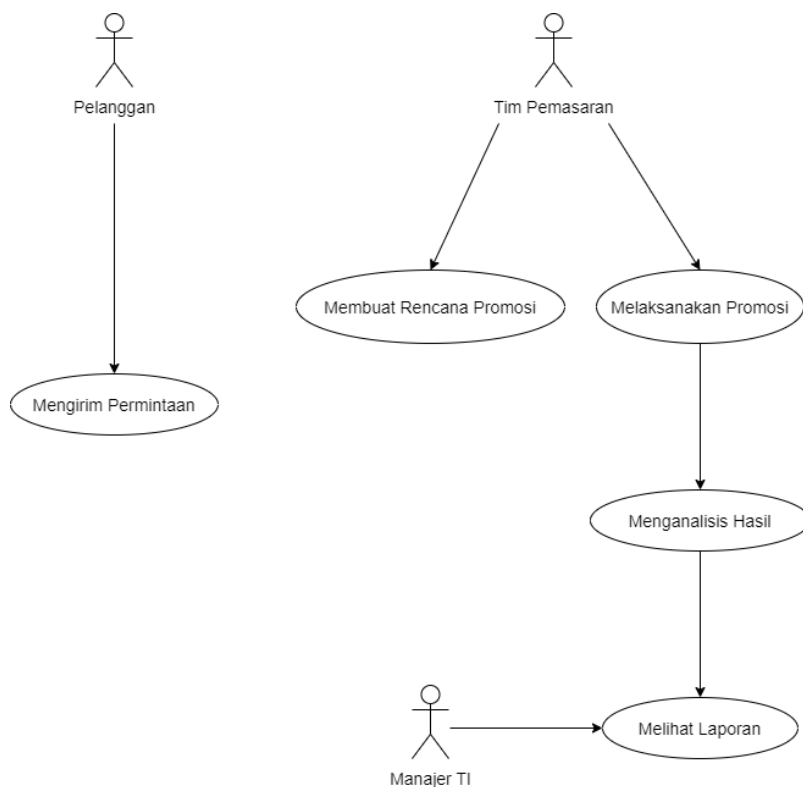 Pelanggan
Tim Pemasaran
Membuat Rencana Promosi
Melaksanakan Promosi
Mengirim Permintaan
Menganalisis Hasil
Melihat Laporan
Manajer TI